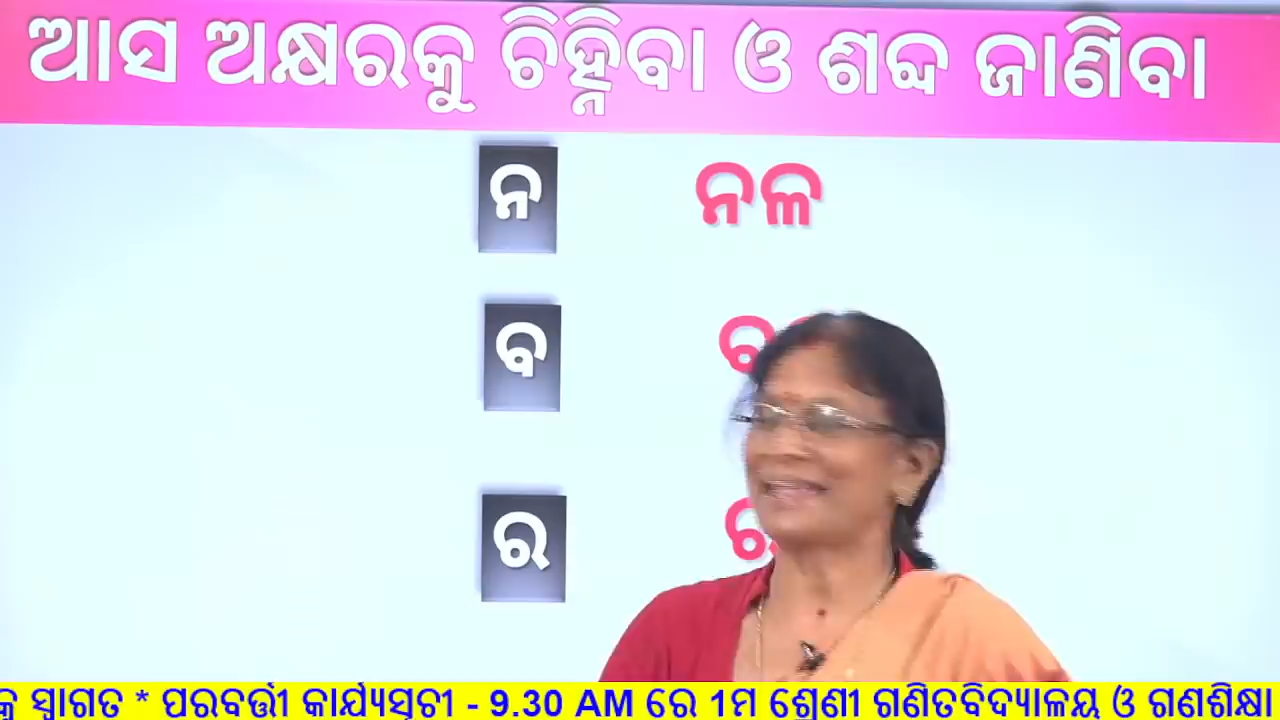 ଆସ ଅକ୍ଷରକୁ ଚିହ୍ନିବା ଓ ଶବ୍ଦ ଜାଣିବା
ନ ନଳ
ବ
ର
ସ୍ୱାଗତ * ପରବର୍ତ୍ତୀ କାର୍ଯ୍ୟସୂଚୀ - 9.30 AM ରେ 1ମ ଶ୍ରେଣୀ ଗଣିତବିଦ୍ୟାଳୟ ଓ ଗଣଶିକ୍ଷା